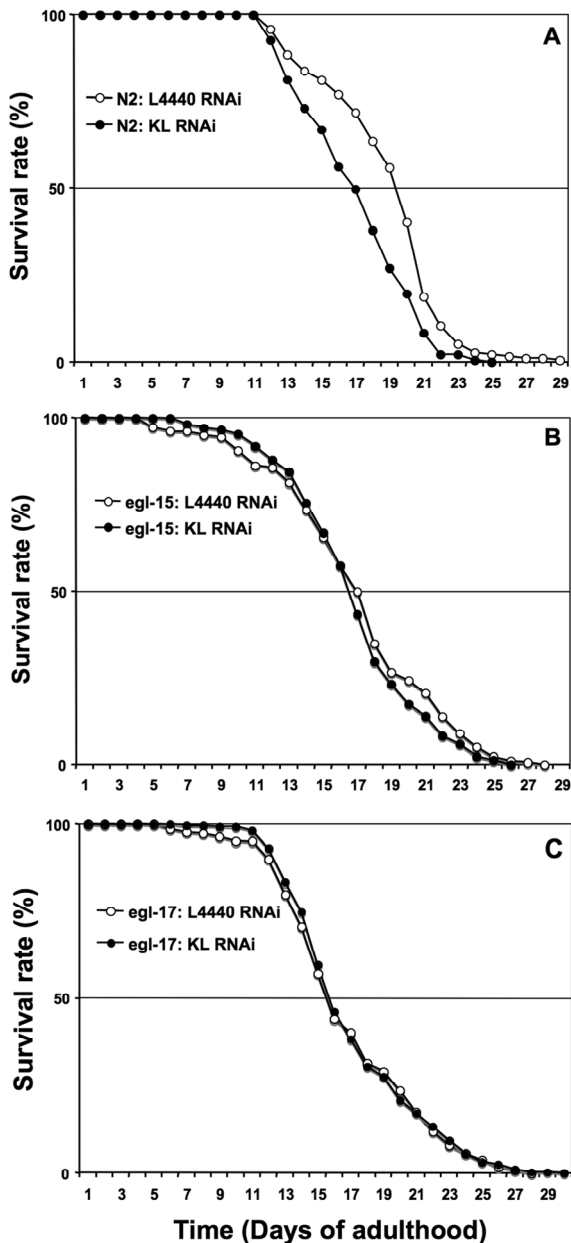 100
A
N2: L4440 RNAi
N2: KL RNAi
50
0
Survival rate (%)
1 3 5 7 9 11 13 15 17 19 21 23 25 27 29
100
B
egl-15: L4440 RNAi
egl-15: KL RNAi
50
0
Survival rate (%)
1 3 5 7 9 11 13 15 17 19 21 23 25 27 29
100
C
egl-17: L4440 RNAi
egl-17: KL RNAi
50
0
Survival rate (%)
1 3 5 7 9 11 13 15 17 19 21 23 25 27 29
Time (Days of adulthood)